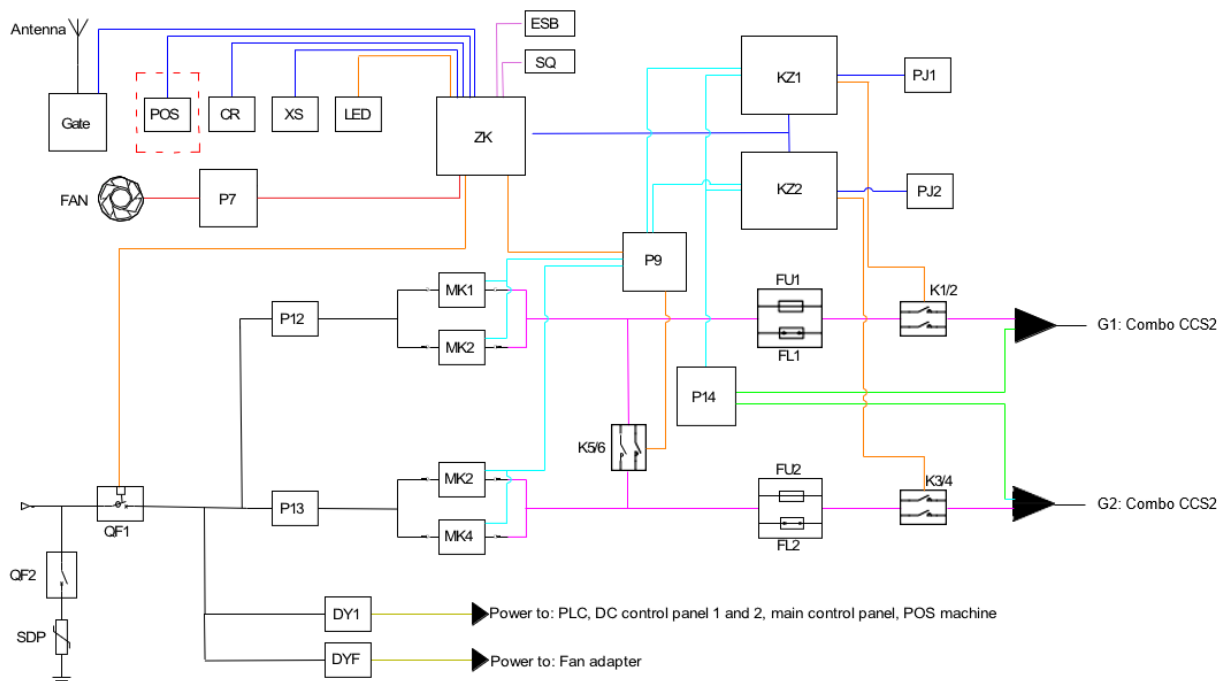 Antenna
ESB
SQ
KZ1
PJ1
Gate
POS
CR
XS
LED
ZK
KZ2
PJ2
FAN
P7
P9
MK1
FU1
K1/2
P12
G1: Combo CCS2
MK2
FL1
P14
K5/6
MK2
FU2
K3/4
P13
G2: Combo CCS2
QF1
MK4
FL2
QF2
DY1
Power to: PLC, DC control panel 1 and 2, main control panel, POS machine
SDP
DYF
Power to: Fan adapter